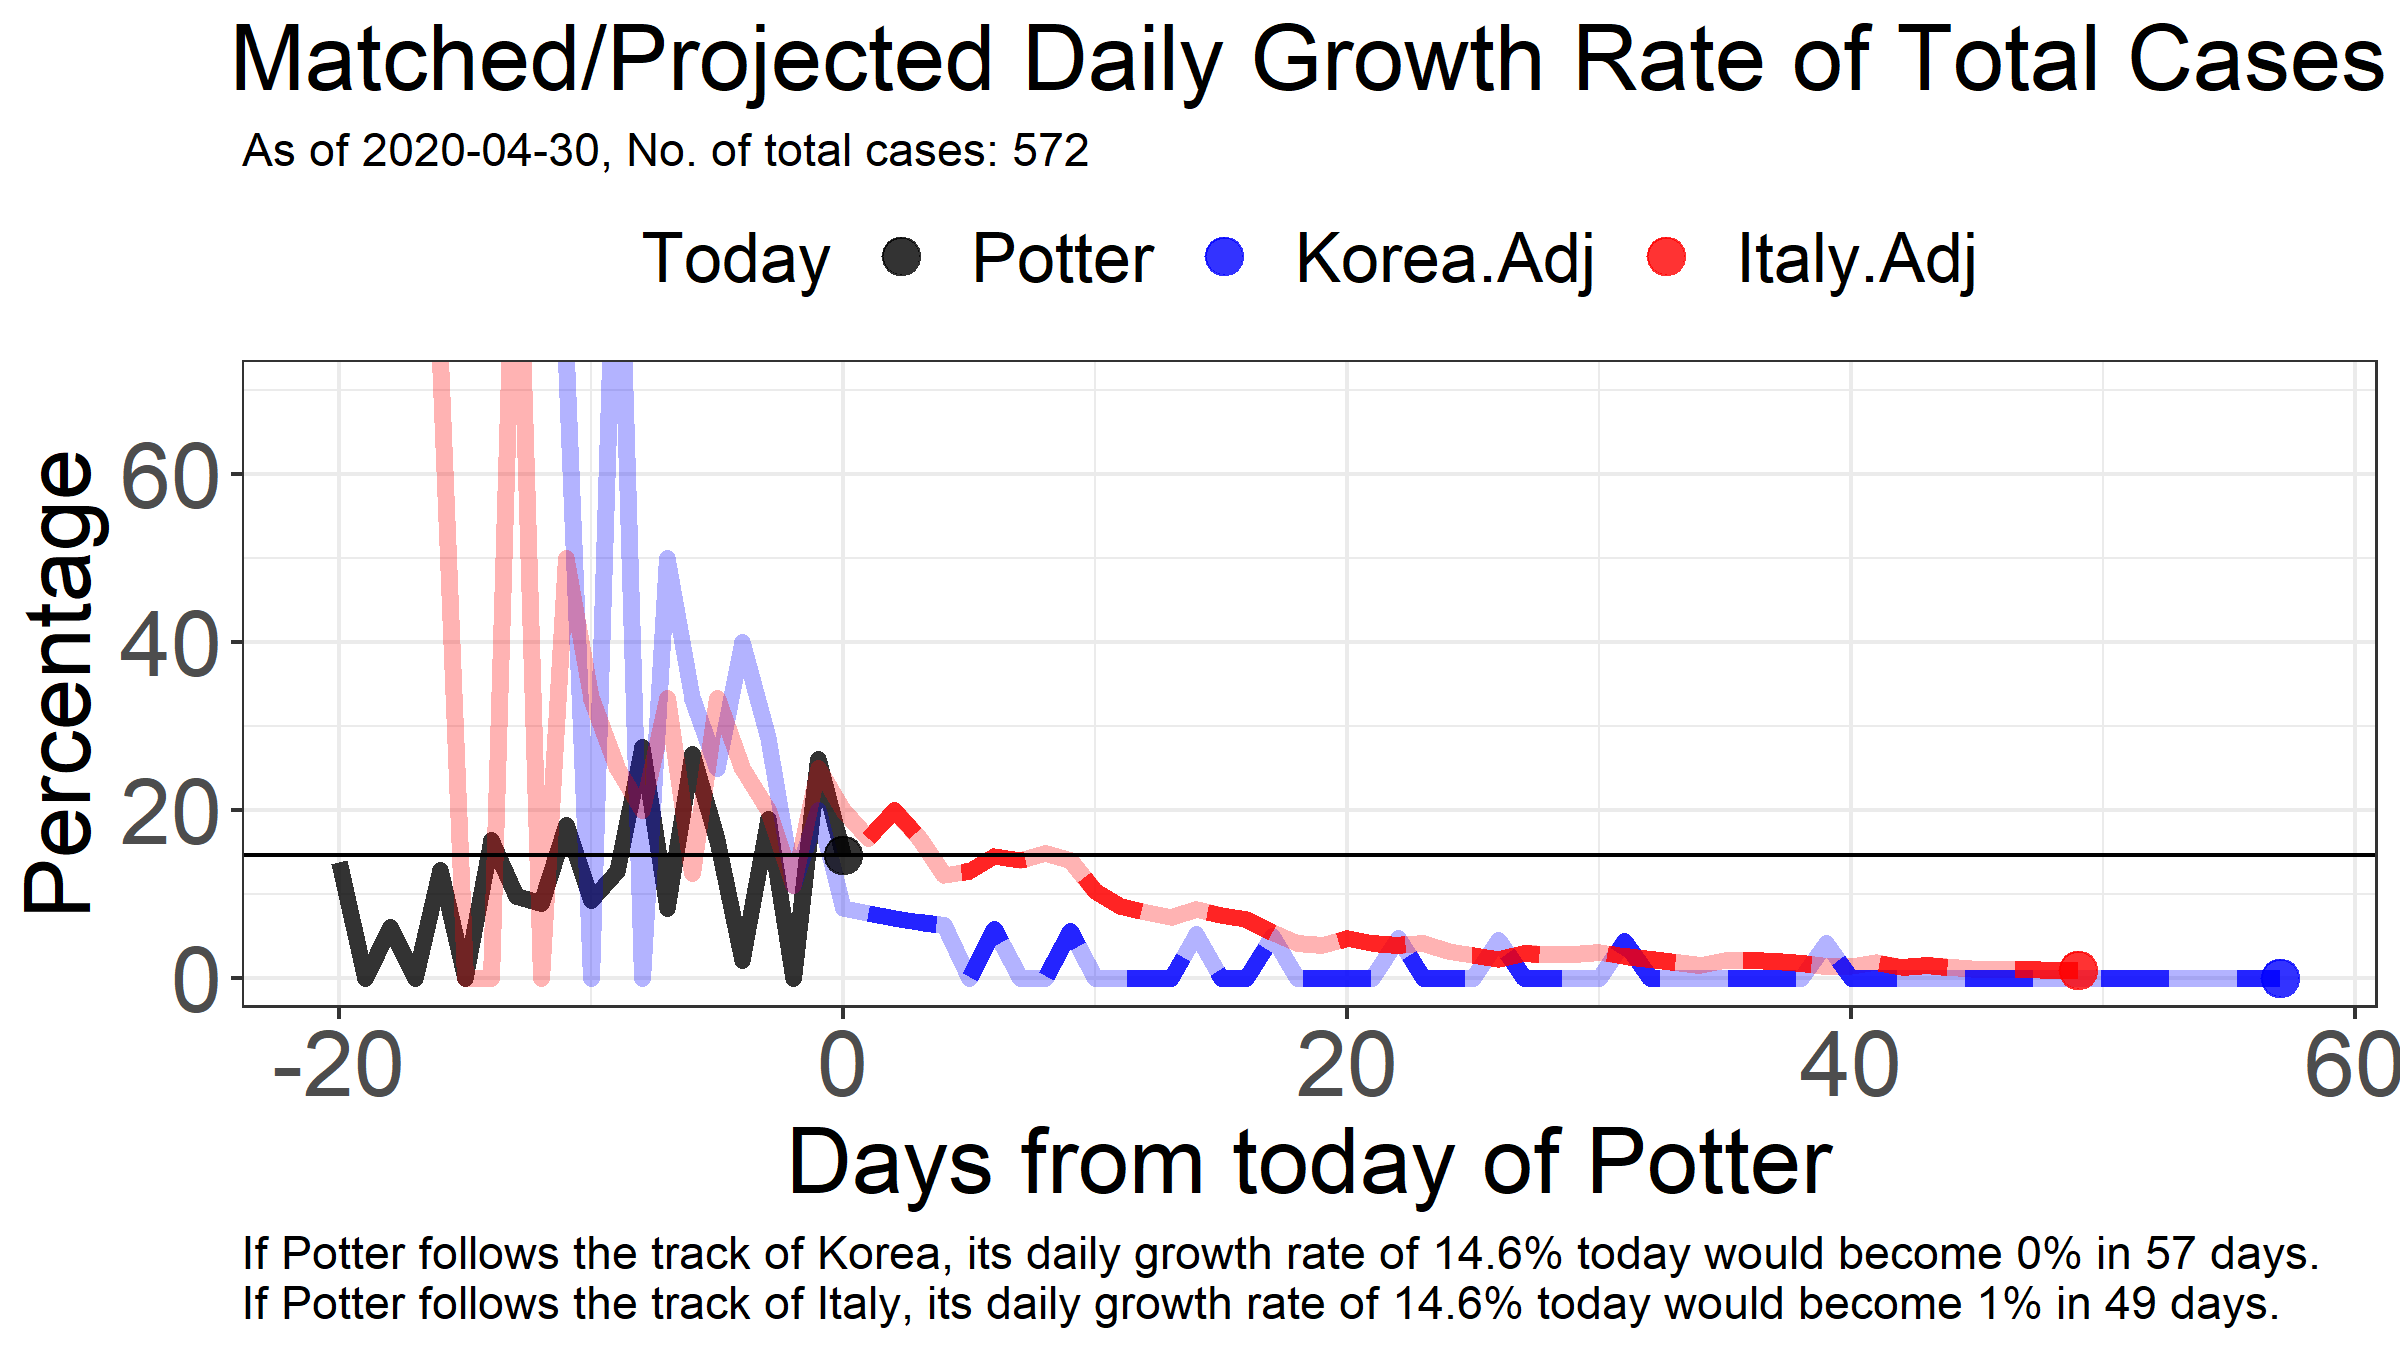 Matched/Projected Daily Growth Rate of Total Cases
As of 2020-04-30, No. of total cases: 572
Today Potter Korea.Adj Italy.Adj
Percentage
60
40
20
0
-20 0 20 40 60
Days from today of Potter
If Potter follows the track of Korea, its daily growth rate of 14.6% today would become 0% in 57 days.
If Potter follows the track of Italy, its daily growth rate of 14.6% today would become 1% in 49 days.